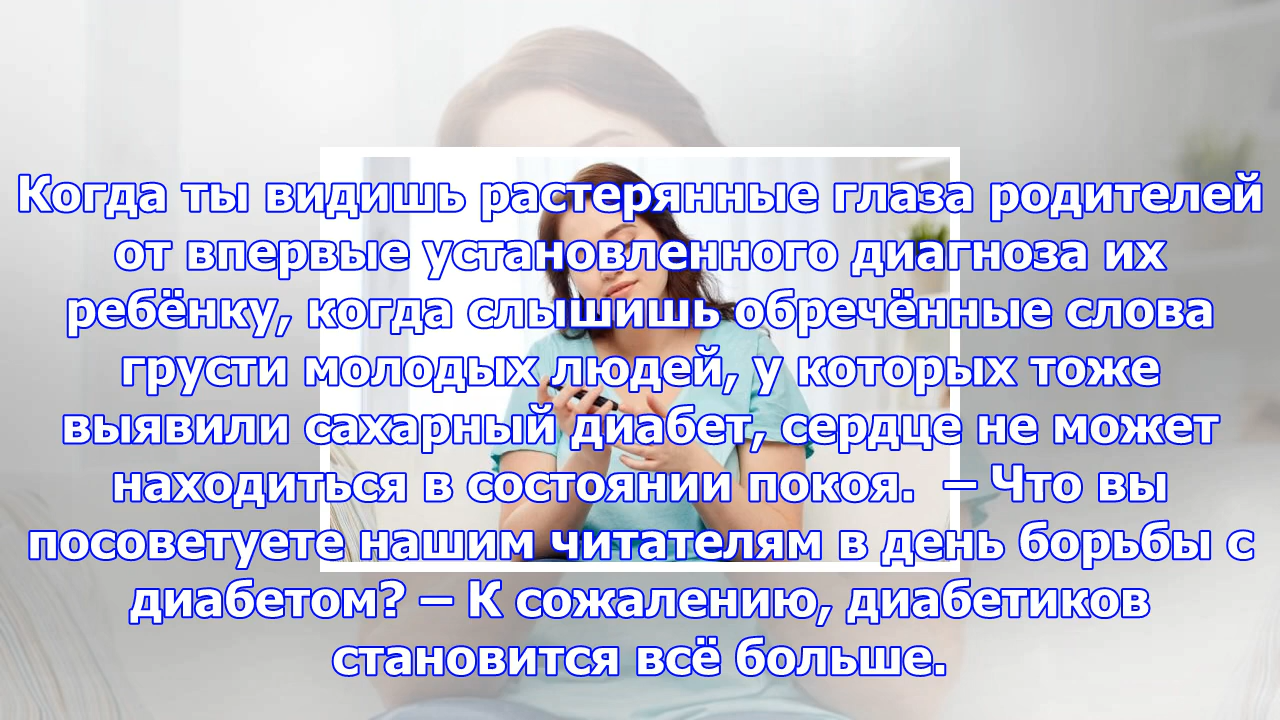 Когда ты видишь растерянные глаза родителей
от впервые установленного диагноза их
ребёнку, когда слышишь обречённые слова
грусти молодых людей, у которых тоже
выявили сахарный диабет, сердце не может
находиться в состоянии покоя.  – Что вы
посоветуете нашим читателям в день борьбы с
диабетом? – К сожалению, диабетиков
становится всё больше.